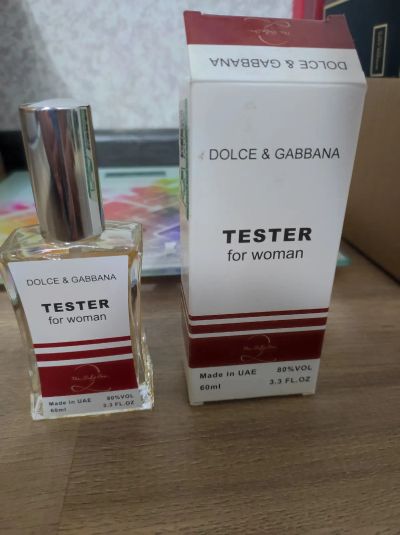 DOLCE & GABBANA
DOLCE & GABBANA
TESTER
for woman
Made in UAE 80%VOL
60ml 3.3 FL.OZ
DOLCE & GABBANA
TESTER
for woman
Made in UAE 80%VOL
60ml 3.3 FL.OZ